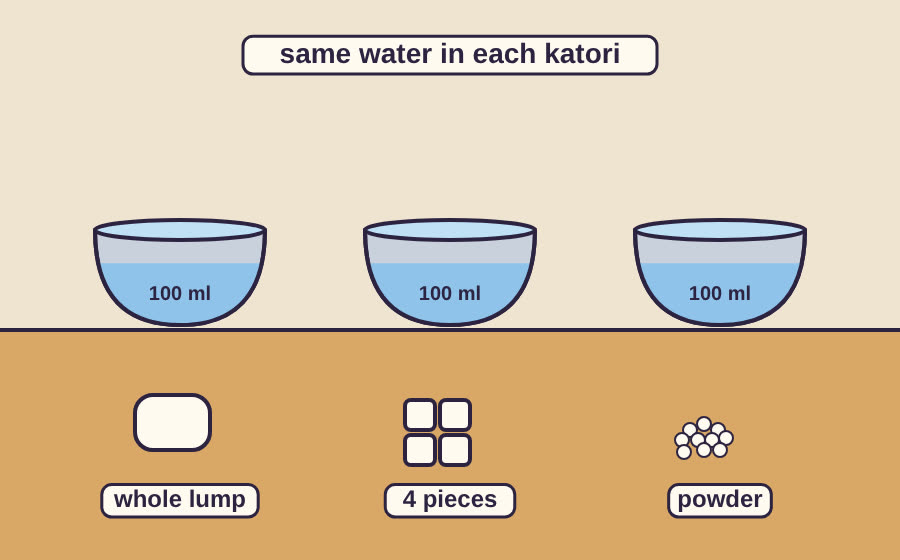 same water in each katori
100 ml
100 ml
100 ml
whole lump
4 pieces
powder